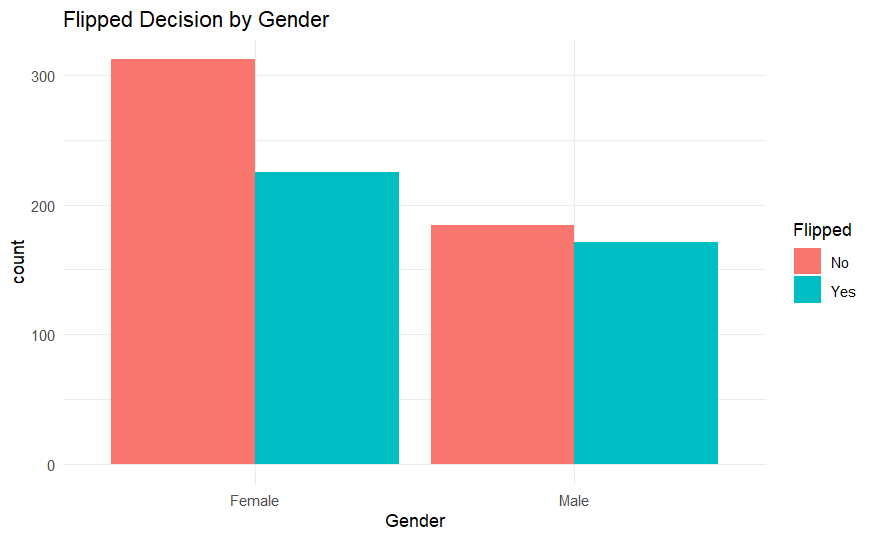 Flipped Decision by Gender
300
200
100
0
count
Female
Male
Gender
Flipped
No
Yes